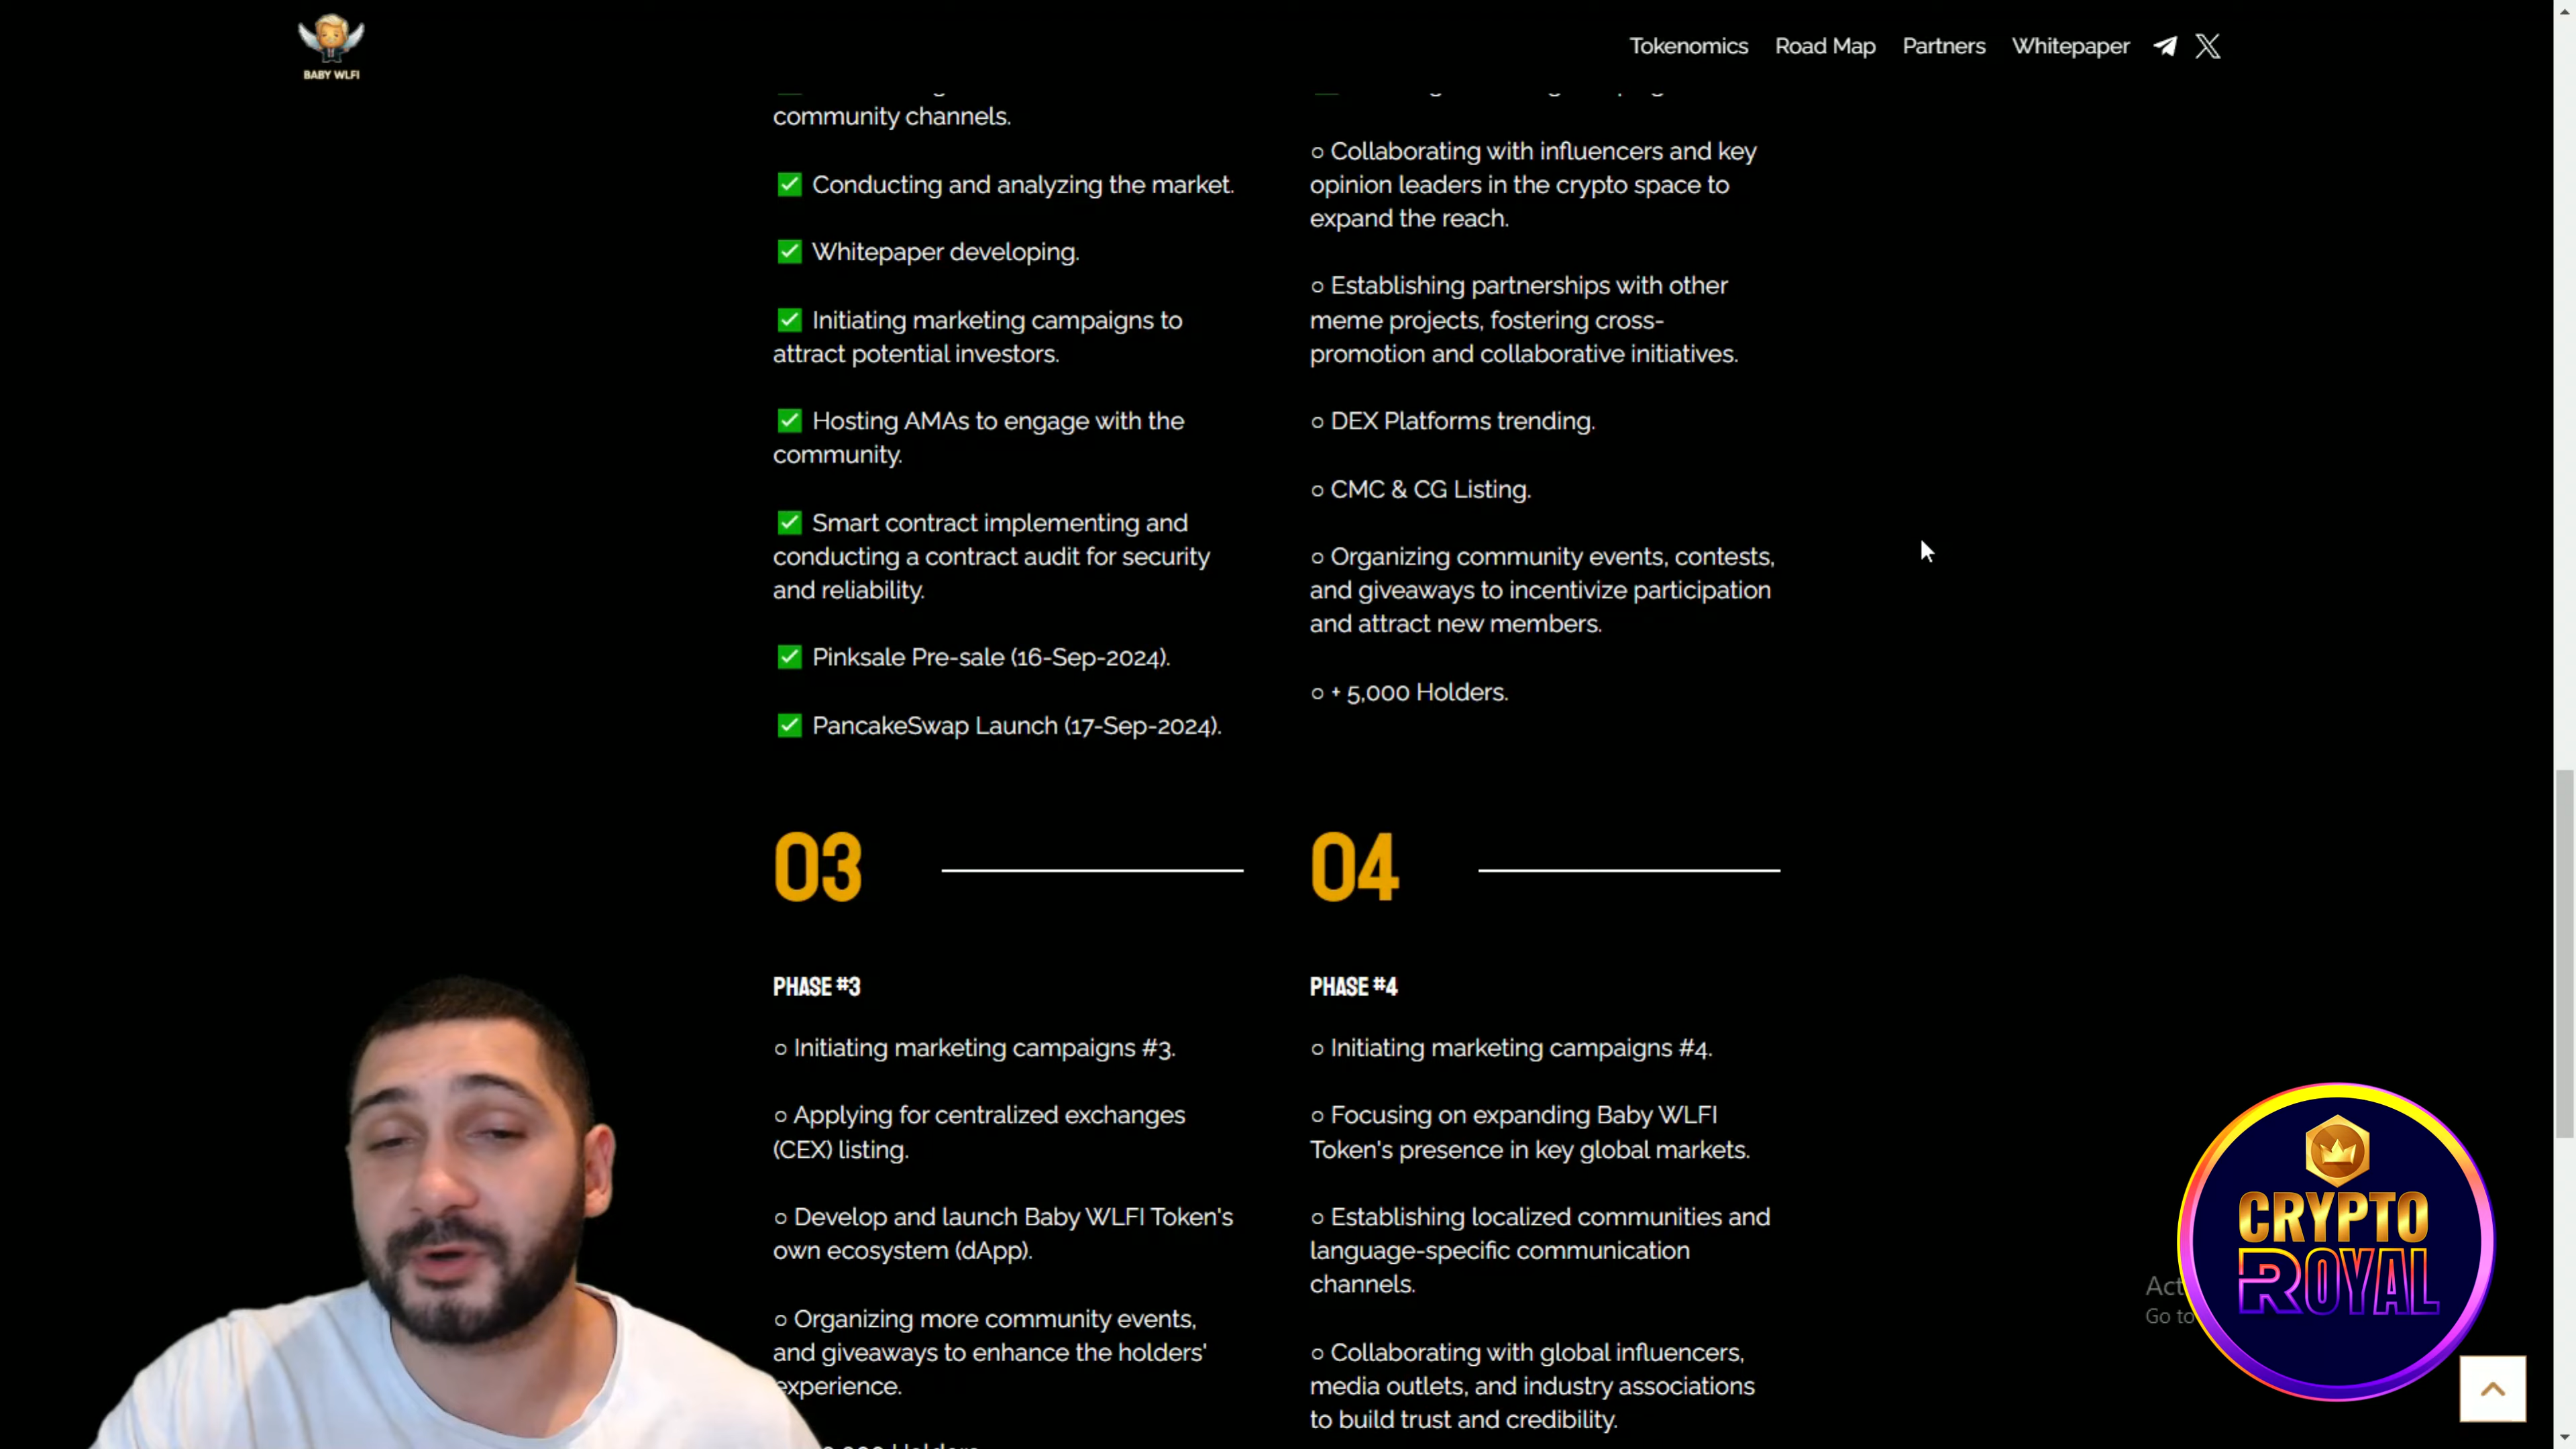 BABY WLFI
Tokenomics
Road Map
Partners
Whitepaper
community channels.
✅ Conducting and analyzing the market.
✅ Whitepaper developing.
✅ Initiating marketing campaigns to
attract potential investors.
✅ Hosting AMAs to engage with the
community.
✅ Smart contract implementing and
conducting a contract audit for security
and reliability.
✅ Pinksale Pre-sale (16-Sep-2024).
✅ PancakeSwap Launch (17-Sep-2024).
○ Collaborating with influencers and key
opinion leaders in the crypto space to
expand the reach.
○ Establishing partnerships with other
meme projects, fostering cross-
promotion and collaborative initiatives.
○ DEX Platforms trending.
○ CMC & CG Listing.
○ Organizing community events, contests,
and giveaways to incentivize participation
and attract new members.
○ + 5,000 Holders.
03
PHASE #3
○ Initiating marketing campaigns #3.
○ Applying for centralized exchanges
(CEX) listing.
○ Develop and launch Baby WLFI Token's
own ecosystem (dApp).
○ Organizing more community events,
and giveaways to enhance the holders'
experience.
04
PHASE #4
○ Initiating marketing campaigns #4.
○ Focusing on expanding Baby WLFI
Token's presence in key global markets.
○ Establishing localized communities and
language-specific communication
channels.
○ Collaborating with global influencers,
media outlets, and industry associations
to build trust and credibility.
Go to
CRYPTO
ROYAL